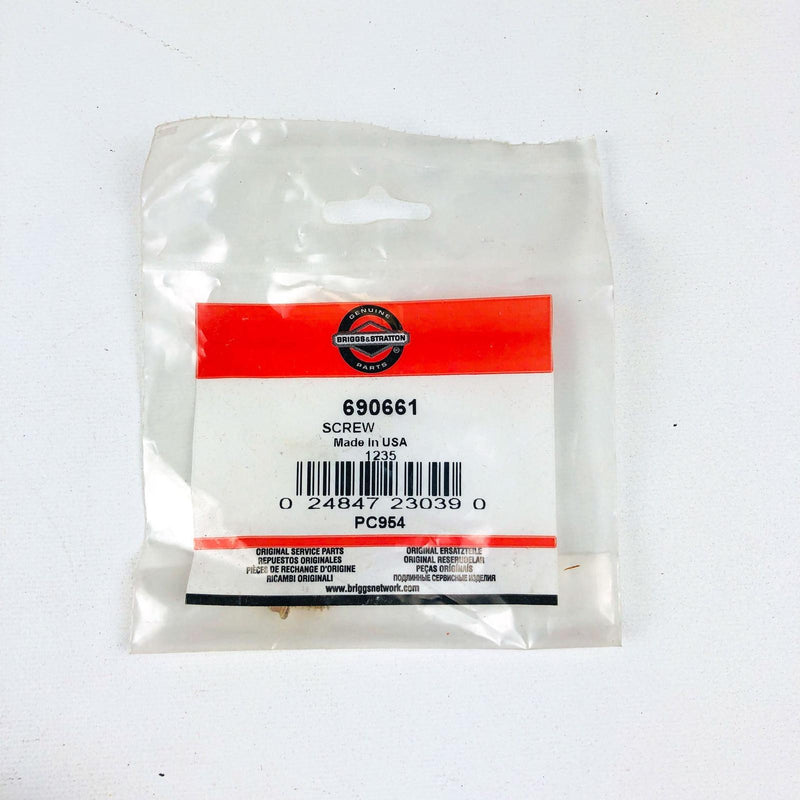 GENUINE
BRIGGS&STRATTON
®
PARTS
690661
SCREW
Made in USA
1235
0 24847 23039 0
PC954
ORIGINAL SERVICE PARTS ORIGINAL ERSATZTEILE
REPUESTOS ORIGINALES ORIGINAL RESERUDELAR
PIÈCES DE RECHANGE D'ORIGINE PEÇAS ORIGINAIS
RICAMBI ORIGINALI ПОДЛИННЫЕ СЕРВИСНЫЕ ИЗДЕЛИЯ
www.briggsnetwork.com